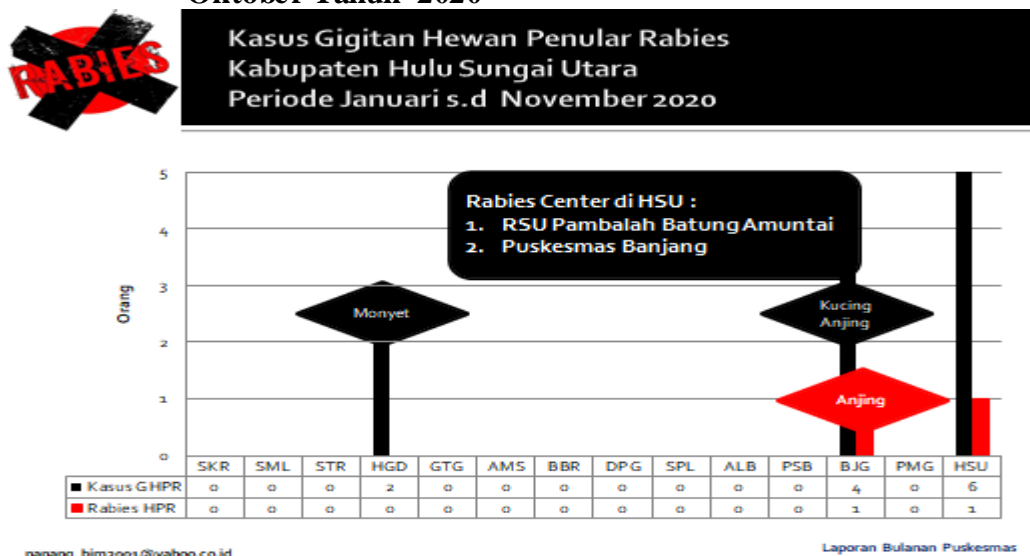 Oktober Tahun 2020
RABIES
Kasus Gigitan Hewan Penular Rabies
Kabupaten Hulu Sungai Utara
Periode Januari s.d November 2020
5
Rabies Center di HSU :
1. RSU Pambalah Batung Amuntai
2. Puskesmas Banjang
4
3
Orang
Monyet
Kucing
Anjing
2
1
Anjing
0
SKR SML STR HGD GTG AMS BBR DPG SPL ALB PSB BJG PMG HSU
Kasus GHPR 0 0 0 2 0 0 0 0 0 0 0 4 0 6
Rabies HPR 0 0 0 0 0 0 0 0 0 0 0 1 0 1
Laporan Bulanan Puskesmas